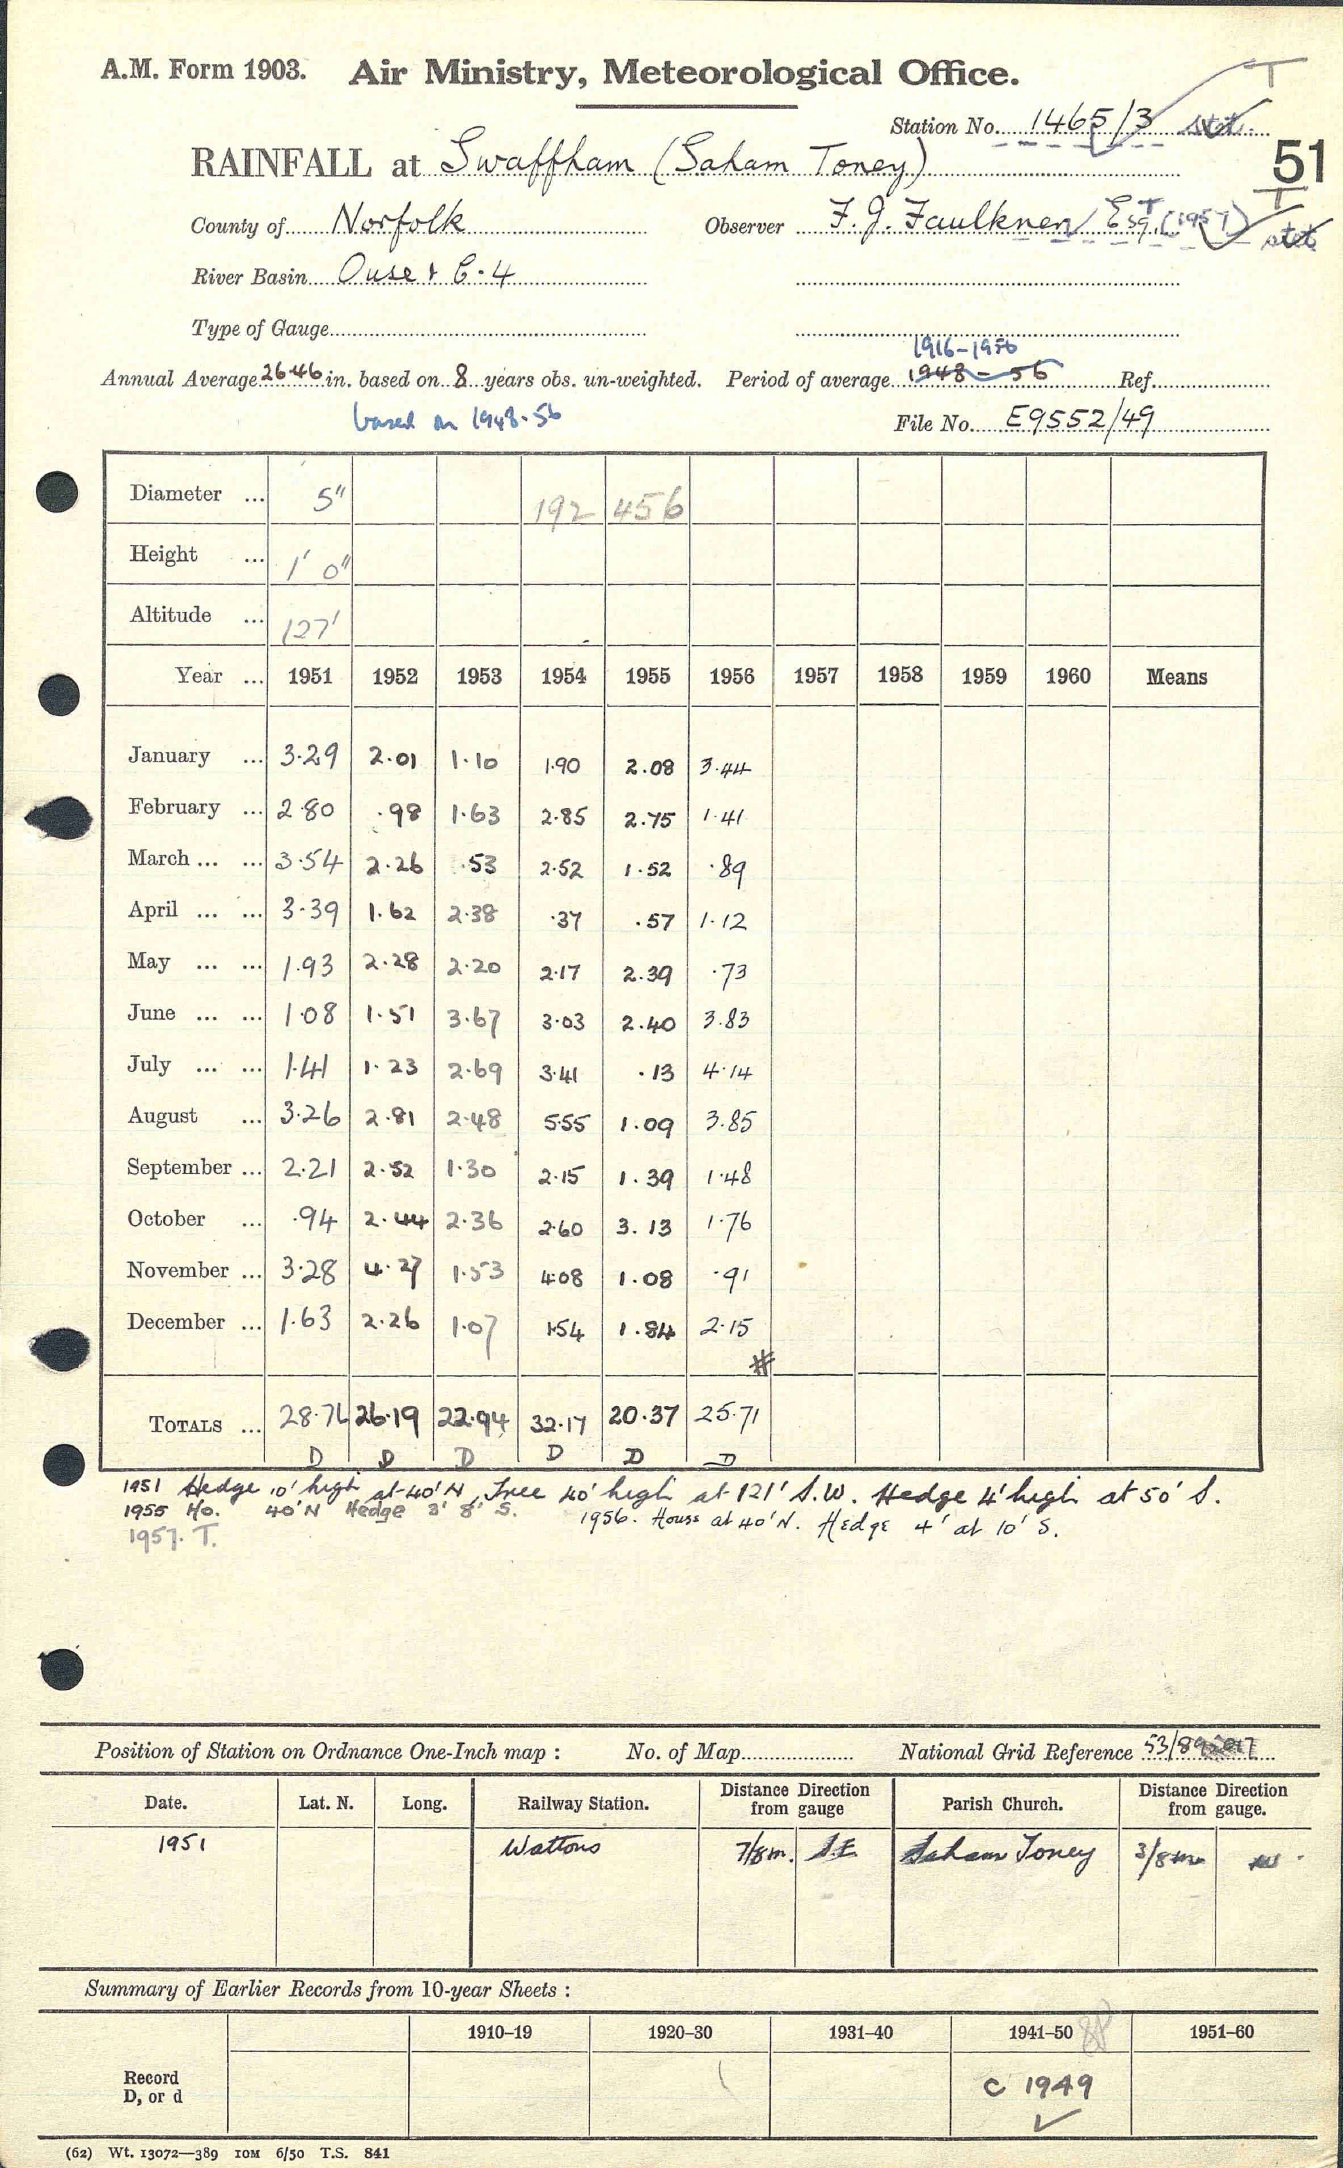 A.M. Form 1903. Air Ministry, Meteorological Office.
T
Station No. 1465/3 stet
51
RAINFALL at Swaffham (Saham Toney)
T
County of Norfolk Observer F. J. Faulkner Esq. T (1957) stet
River Basin Ouse & C.4
Type of Gauge
1916-1956
Annual Average 26.46 in. based on 8 years obs. un-weighted. Period of average 1948 - 56 Ref.
based on 1948-56 File No. E9552/49
Diameter ... 5" 192 456
Height ... 1' 0"
Altitude ... 127'
Year ... 1951 1952 1953 1954 1955 1956 1957 1958 1959 1960 Means
January ... 3.29 2.01 1.10 1.90 2.08 3.44
February ... 2.80 .98 1.63 2.85 2.75 1.41
March ... ... 3.54 2.26 .53 2.52 1.52 .89
April ... ... 3.39 1.62 2.38 .37 .57 1.12
May ... ... 1.93 2.28 2.20 2.17 2.39 .73
June ... ... 1.08 1.51 3.67 3.03 2.40 3.83
July ... ... 1.41 1.23 2.69 3.41 .13 4.14
August ... 3.26 2.81 2.48 5.55 1.09 3.85
September ... 2.21 2.52 1.30 2.15 1.39 1.48
October ... .94 2.44 2.36 2.60 3.13 1.76
November ... 3.28 4.27 1.53 4.08 1.08 .91
December ... 1.63 2.26 1.07 1.54 1.84 2.15
#
TOTALS ... 28.76 26.19 22.94 32.17 20.37 25.71
D D D D D D
1951 Hedge 10' high at 40' N, Tree 40' high at 121' S.W. Hedge 4' high at 50' S.
1955 Ho. 40' N Hedge 3' 8' S. 1956. House at 40' N. Hedge 4' at 10' S.
1957. T.
Position of Station on Ordnance One-Inch map : No. of Map National Grid Reference 53/89
Date. Lat. N. Long. Railway Station. Distance Direction from gauge Parish Church. Distance Direction from gauge.
1951 Wattons 7/8m. S.E. Saham Toney 3/8m W.
Summary of Earlier Records from 10-year Sheets :
1910–19 1920–30 1931–40 1941–50 1951–60
Record
D, or d
C 1949
(62) Wt. 13072—389 10M 6/50 T.S. 841